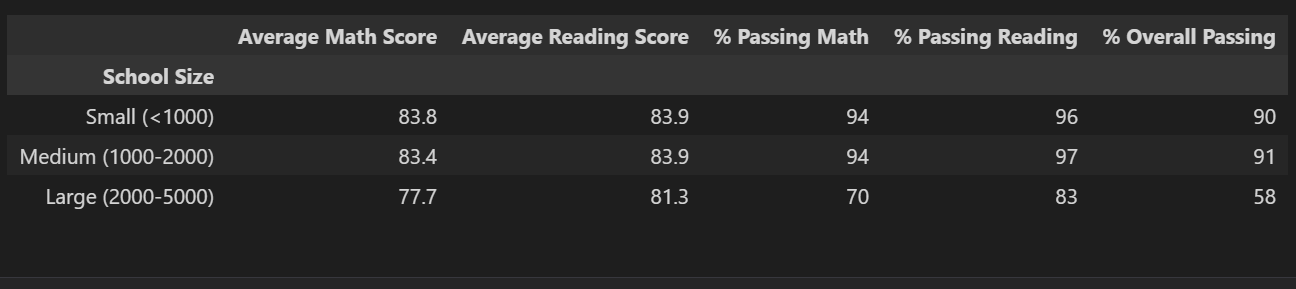 Average Math Score Average Reading Score % Passing Math % Passing Reading % Overall Passing
School Size
Small (<1000) 83.8 83.9 94 96 90
Medium (1000-2000) 83.4 83.9 94 97 91
Large (2000-5000) 77.7 81.3 70 83 58